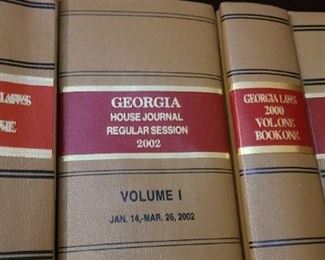 LAWS
GEORGIA
HOUSE JOURNAL
REGULAR SESSION
2002
VOLUME I
JAN. 14,-MAR. 26, 2002
GEORGIA LAWS
2000
VOL. ONE
BOOK ONE